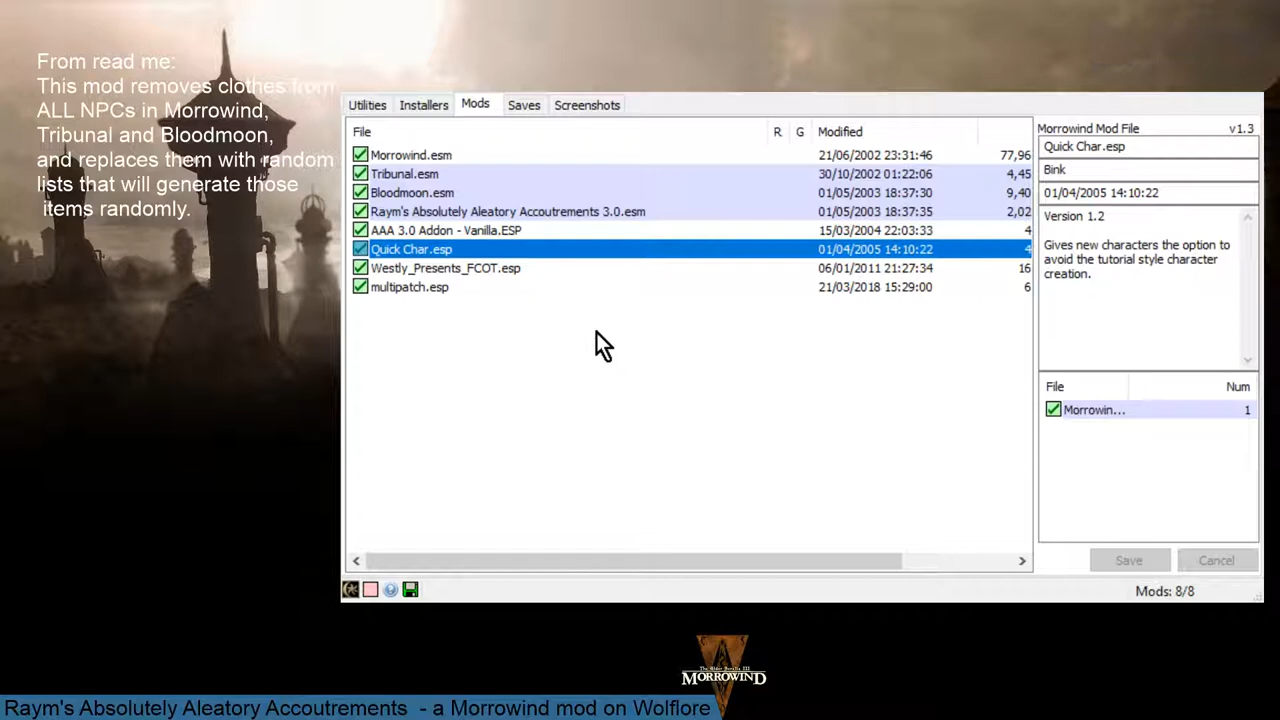 From read me:
This mod removes clothes from
ALL NPCs in Morrowind,
Tribunal and Bloodmoon,
and replaces them with random
lists that will generate those
items randomly.
Utilities Installers Mods Saves Screenshots
File R G Modified
Morrowind.esm 21/06/2002 23:31:46 77,96
Tribunal.esm 30/10/2002 01:22:06 4,45
Bloodmoon.esm 01/05/2003 18:37:30 9,40
Raym's Absolutely Aleatory Accoutrements 3.0.esm 01/05/2003 18:37:35 2,02
AAA 3.0 Addon - Vanilla.ESP 15/03/2004 22:03:33 4
Quick Char.esp 01/04/2005 14:10:22 4
Westly_Presents_FCOT.esp 06/01/2011 21:27:34 16
multipatch.esp 21/03/2018 15:29:00 6
Morrowind Mod File v1.3
Quick Char.esp
Bink
01/04/2005 14:10:22
Version 1.2
Gives new characters the option to
avoid the tutorial style character
creation.
File Num
Morrowin... 1
Save Cancel
Mods: 8/8
The Elder Scrolls III
MORROWIND
Raym's Absolutely Aleatory Accoutrements - a Morrowind mod on Wolflore